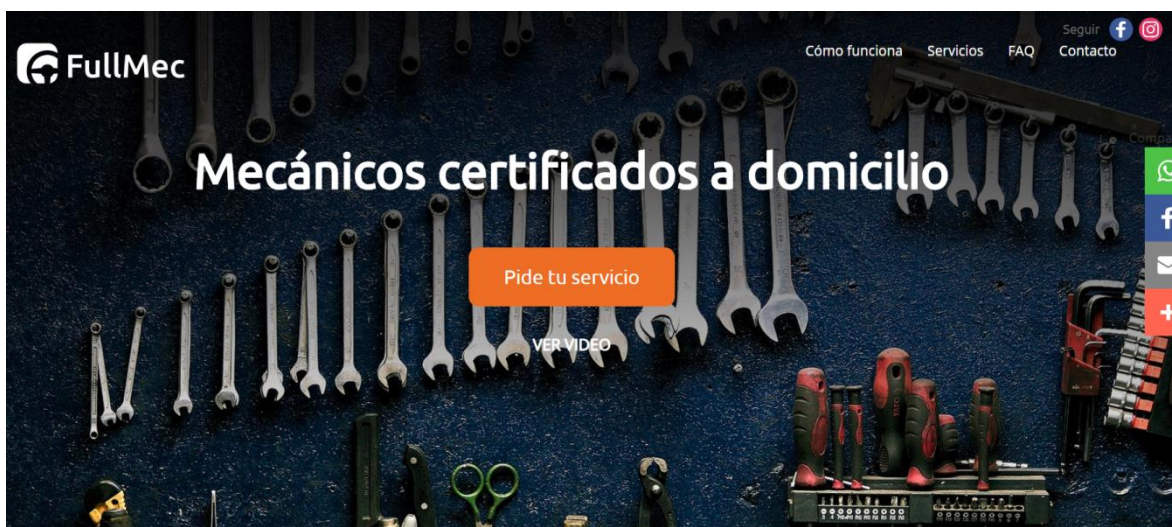 Seguir
FullMec
Cómo funciona Servicios FAQ Contacto
Mecánicos certificados a domicilio
Pide tu servicio
VER VIDEO